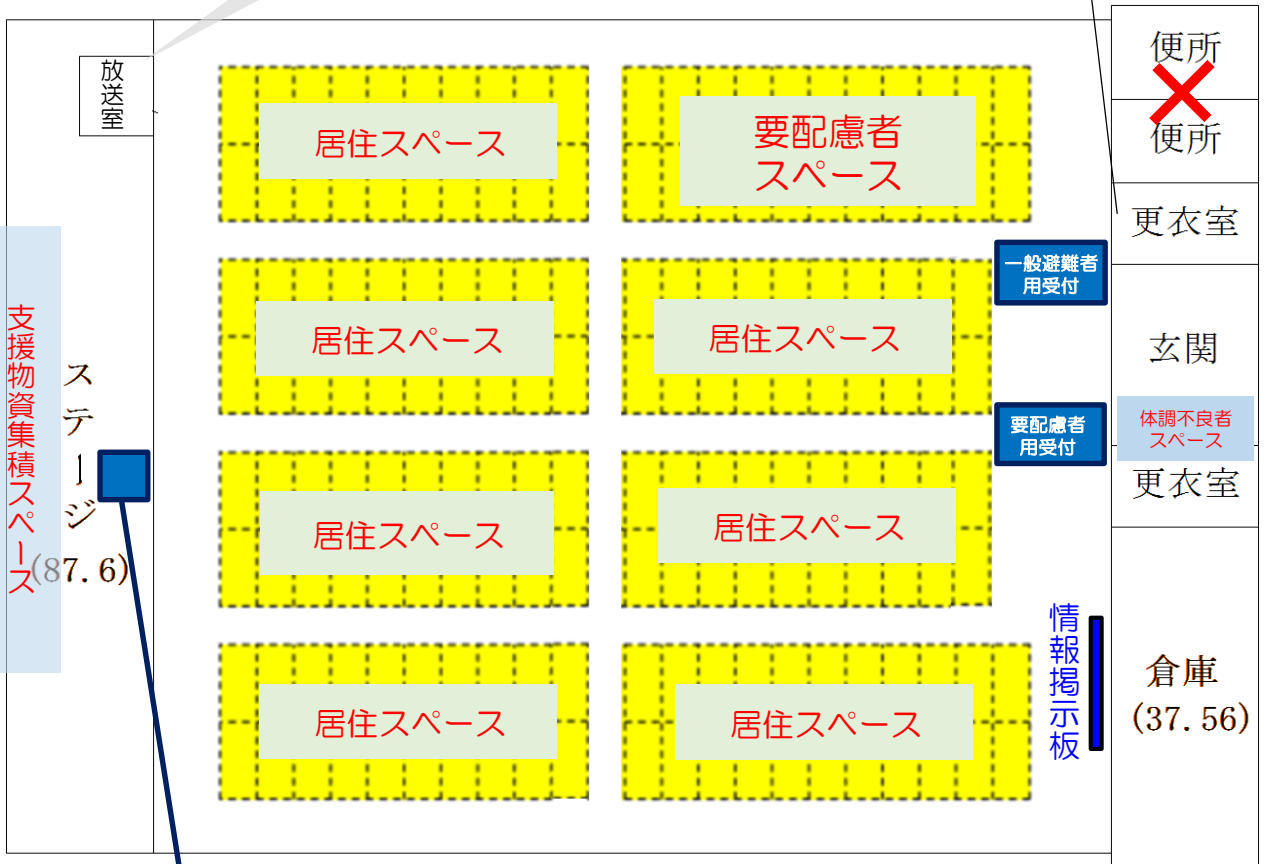 放送室
居住スペース
要配慮者
スペース
便所
便所
更衣室
一般避難者
用受付
居住スペース
居住スペース
玄関
支援物資集積スペース
ステージ
(87.6)
要配慮者
用受付
体調不良者
スペース
更衣室
居住スペース
居住スペース
情報掲示板
倉庫
(37.56)
居住スペース
居住スペース